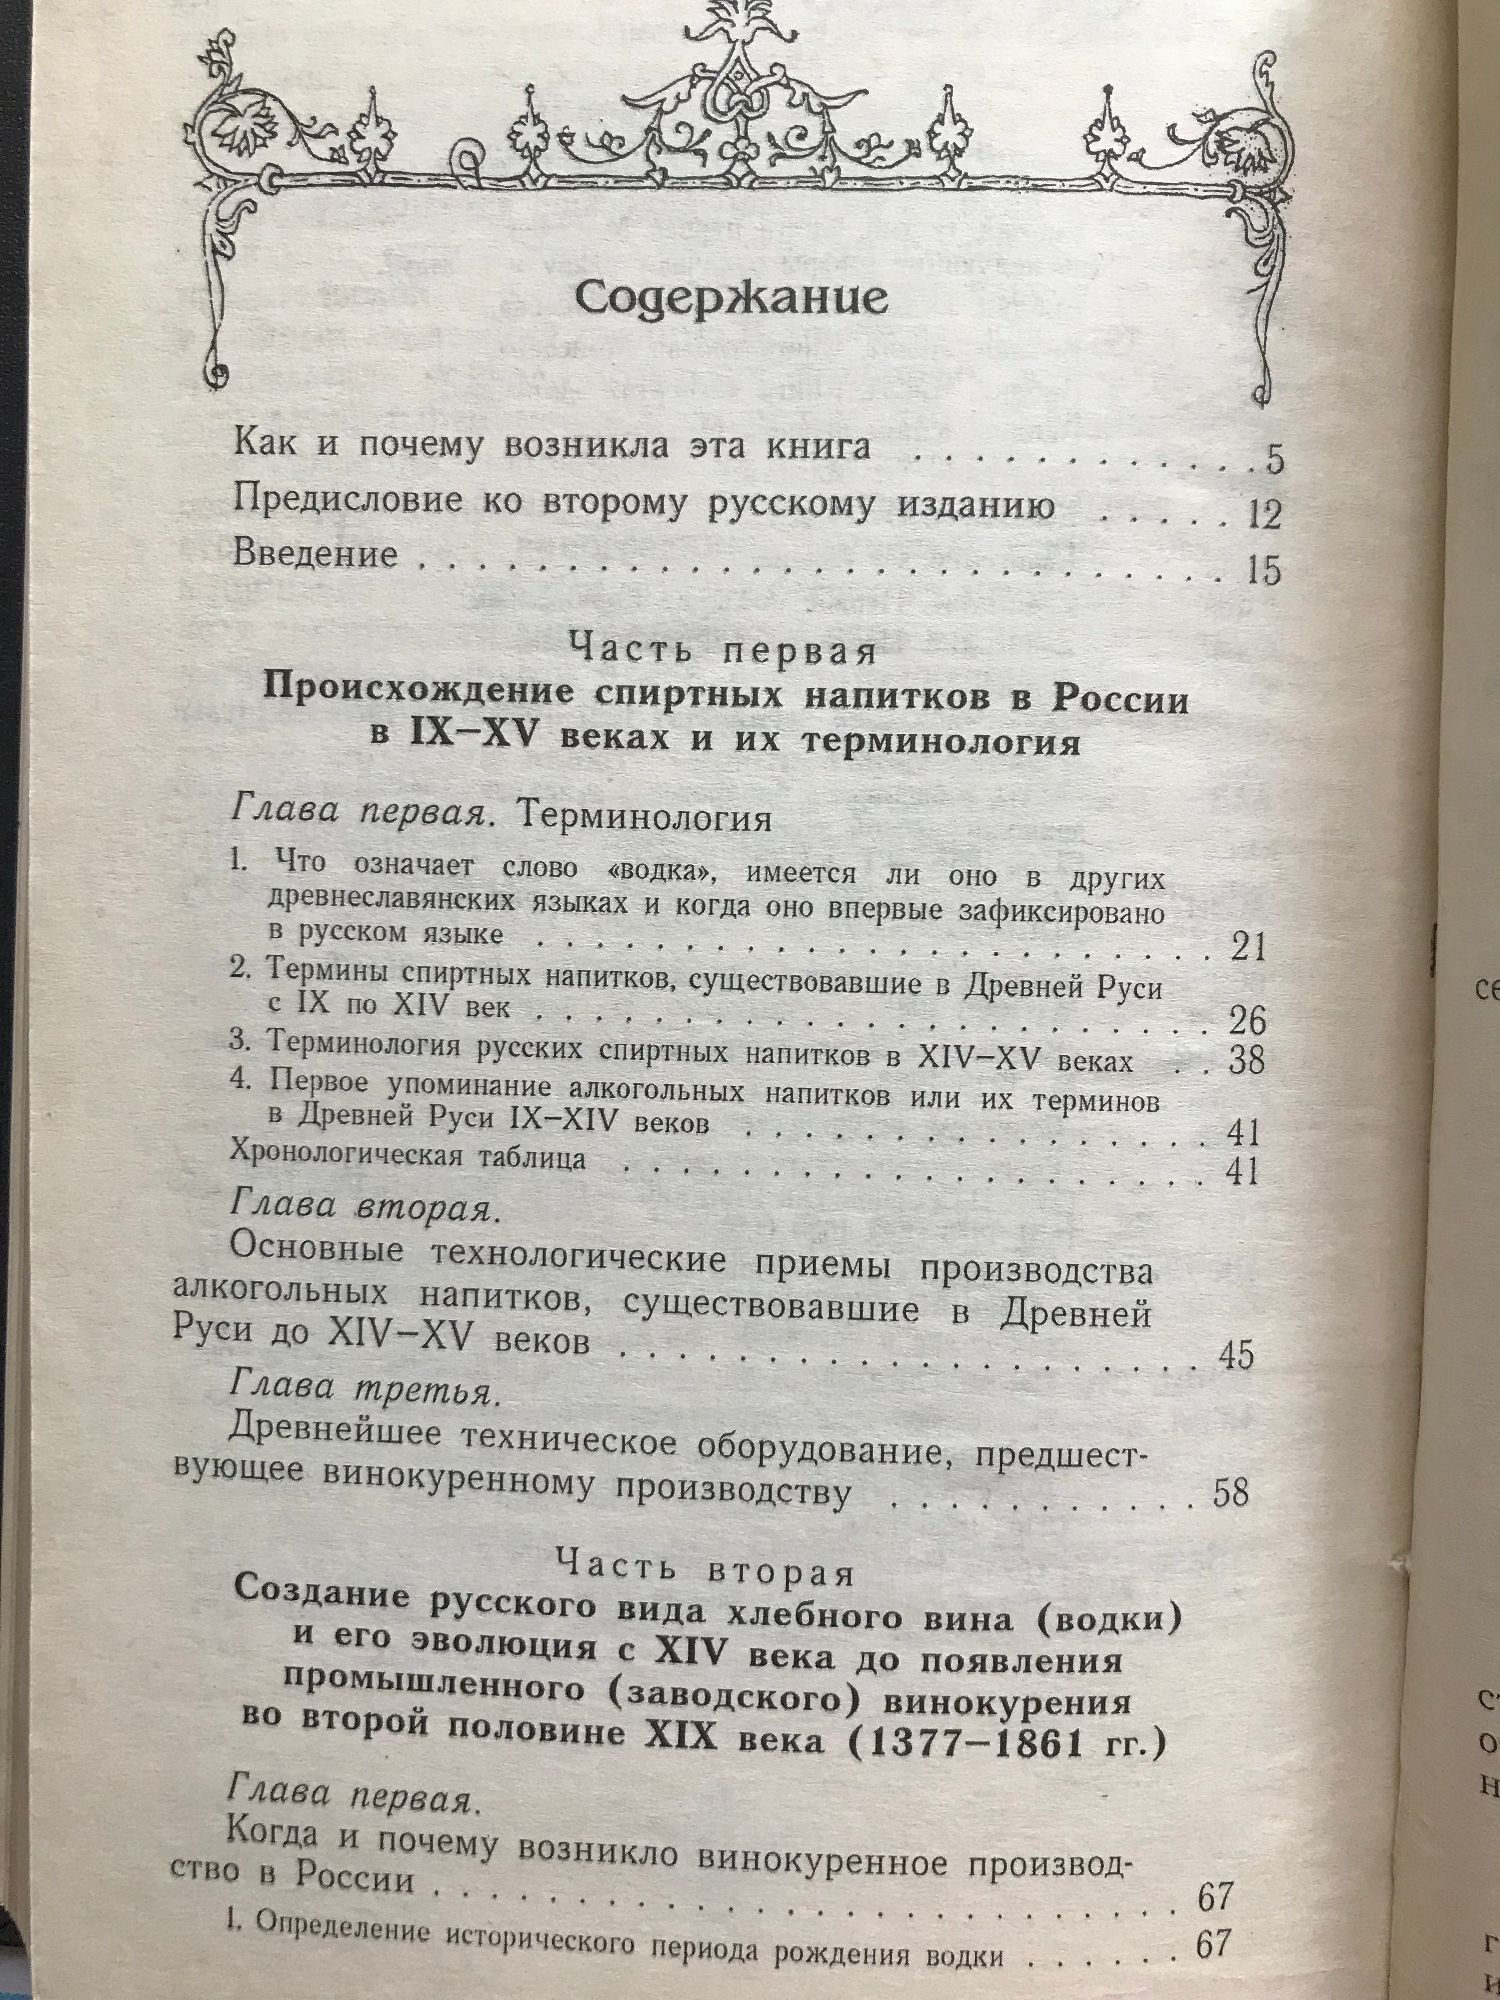 Содержание
Как и почему возникла эта книга . . . . . . . . . . . . 5
Предисловие ко второму русскому изданию . . . . . 12
Введение . . . . . . . . . . . . . . . . . . . . . . . . . . . 15
Часть первая
Происхождение спиртных напитков в России
в IX—XV веках и их терминология
Глава первая. Терминология
1. Что означает слово «водка», имеется ли оно в других
древнеславянских языках и когда оно впервые зафиксировано
в русском языке . . . . . . . . . . . . . . . . . . . . . . . 21
2. Термины спиртных напитков, существовавшие в Древней Руси
с IX по XIV век . . . . . . . . . . . . . . . . . . . . . . . 26
3. Терминология русских спиртных напитков в XIV—XV веках . . 38
4. Первое упоминание алкогольных напитков или их терминов
в Древней Руси IX—XIV веков . . . . . . . . . . . . . . . . 41
Хронологическая таблица . . . . . . . . . . . . . . . . . . . . 41
Глава вторая.
Основные технологические приемы производства
алкогольных напитков, существовавшие в Древней
Руси до XIV—XV веков . . . . . . . . . . . . . . . . . . . . 45
Глава третья.
Древнейшее техническое оборудование, предшест-
вующее винокуренному производству . . . . . . . . . . . 58
Часть вторая
Создание русского вида хлебного вина (водки)
и его эволюция с XIV века до появления
промышленного (заводского) винокурения
во второй половине XIX века (1377—1861 гг.)
Глава первая.
Когда и почему возникло винокуренное производ-
ство в России . . . . . . . . . . . . . . . . . . . . . . . . . 67
1. Определение исторического периода рождения водки . . . . . . 67